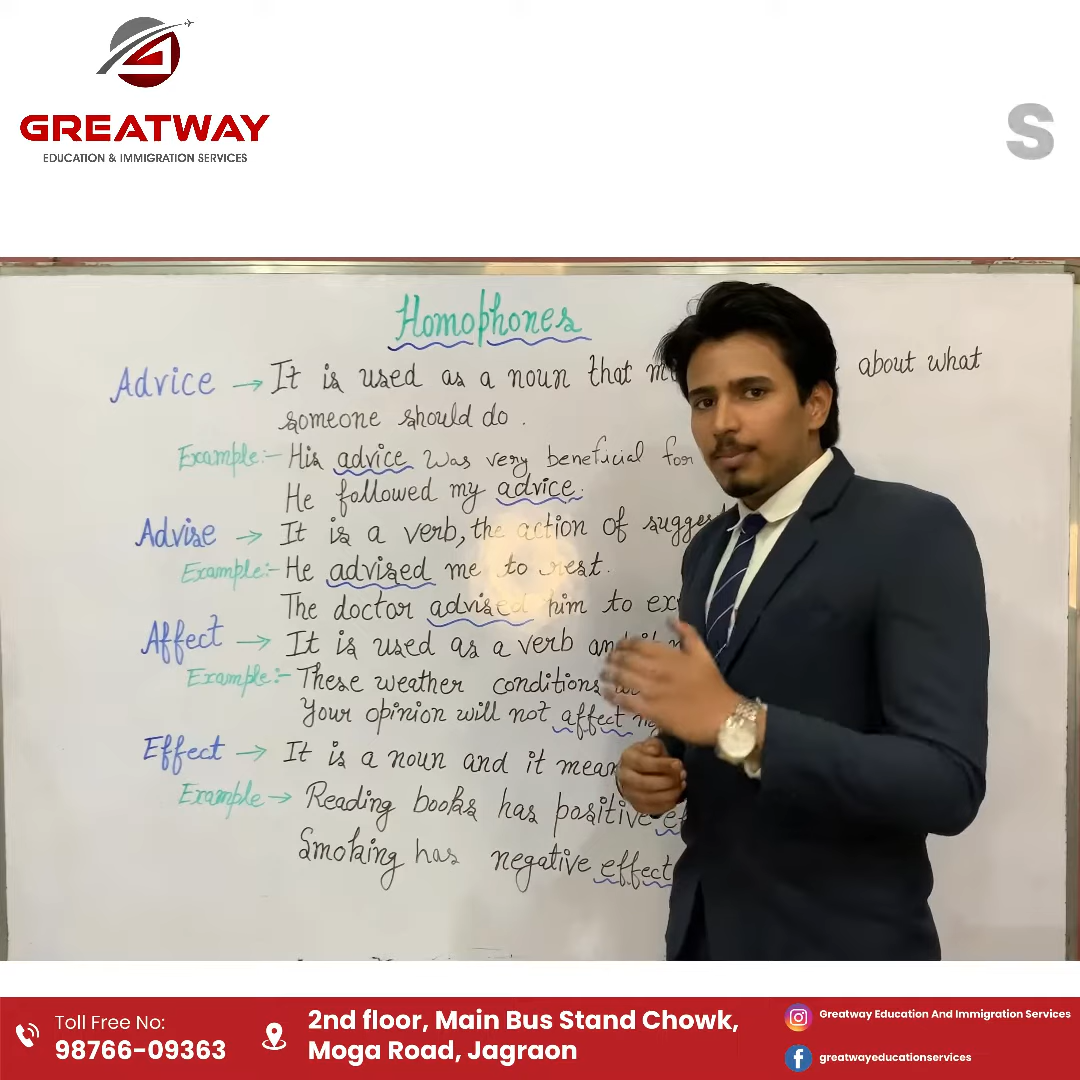 GREATWAY
EDUCATION & IMMIGRATION SERVICES
S
Homophones
Advice → It is used as a noun that about what
someone should do.
Example:- His advice was very beneficial for
He followed my advice.
Advise → It is a verb, the action of
Example:- He advised me to rest.
The doctor advised him to
Affect → It is used as a verb
Example:- These weather conditions
Your opinion will not affect
Effect → It is a noun and it
Example → Reading books has positive
Smoking has negative effect
Toll Free No:
98766-09363
2nd floor, Main Bus Stand Chowk,
Moga Road, Jagraon
Greatway Education And Immigration Services
greatwayeducationservices